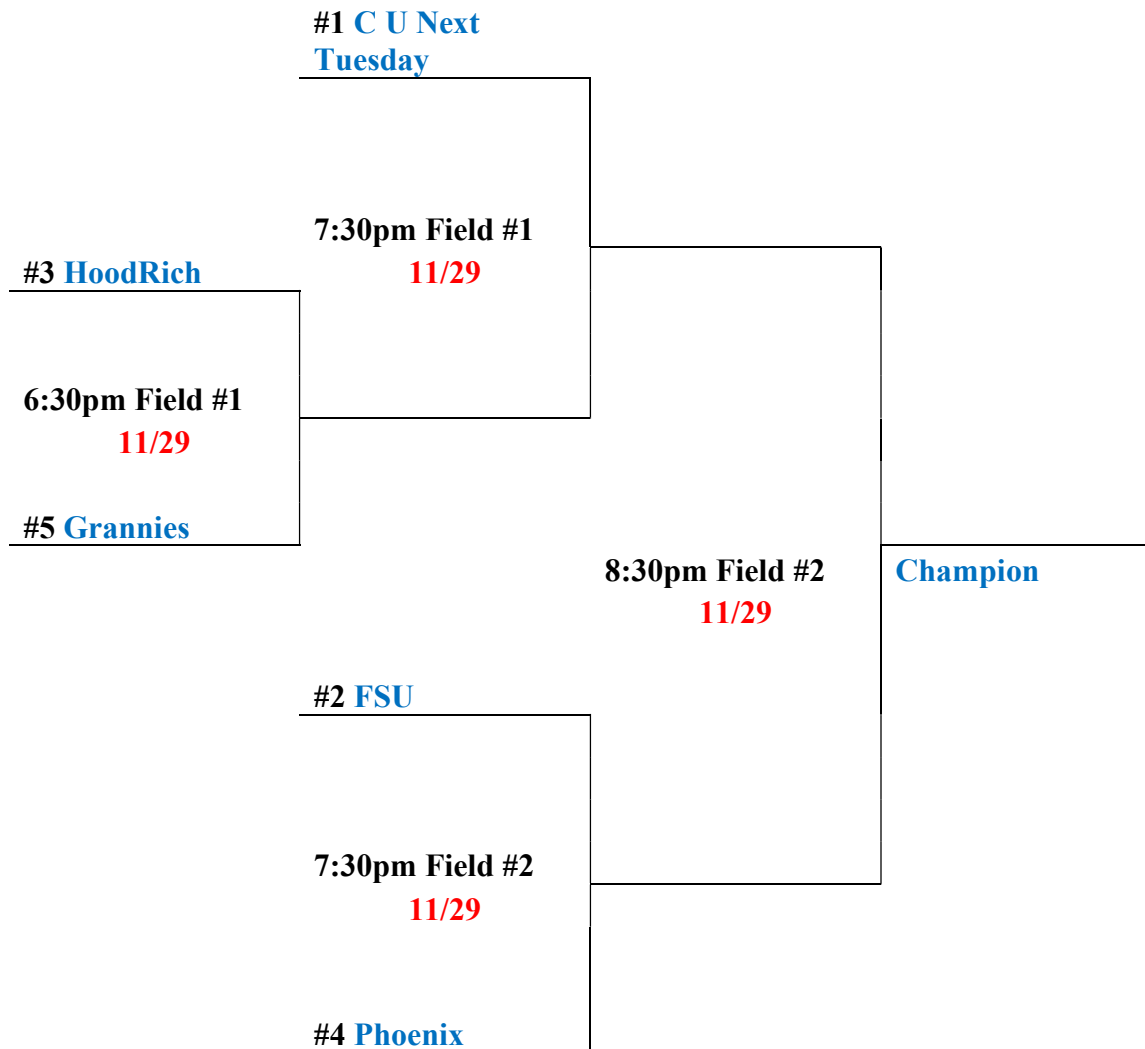 #1 C U Next
Tuesday
7:30pm Field #1
11/29
#3 HoodRich
6:30pm Field #1
11/29
#5 Grannies
8:30pm Field #2
11/29
Champion
#2 FSU
7:30pm Field #2
11/29
#4 Phoenix